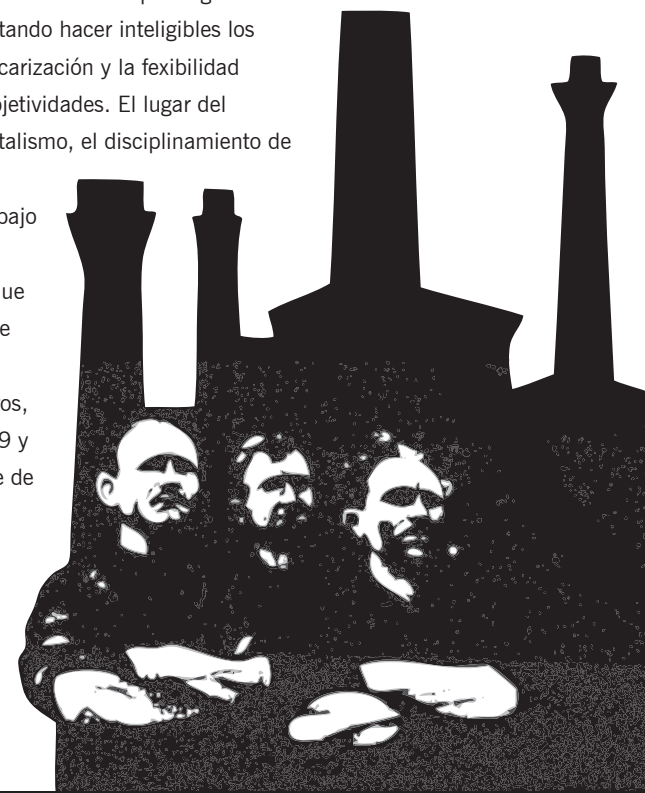 tando hacer inteligibles los
carización y la fexibilidad
jetividades. El lugar del
talismo, el disciplinamiento de
bajo
ue
e
os,
9 y
e de